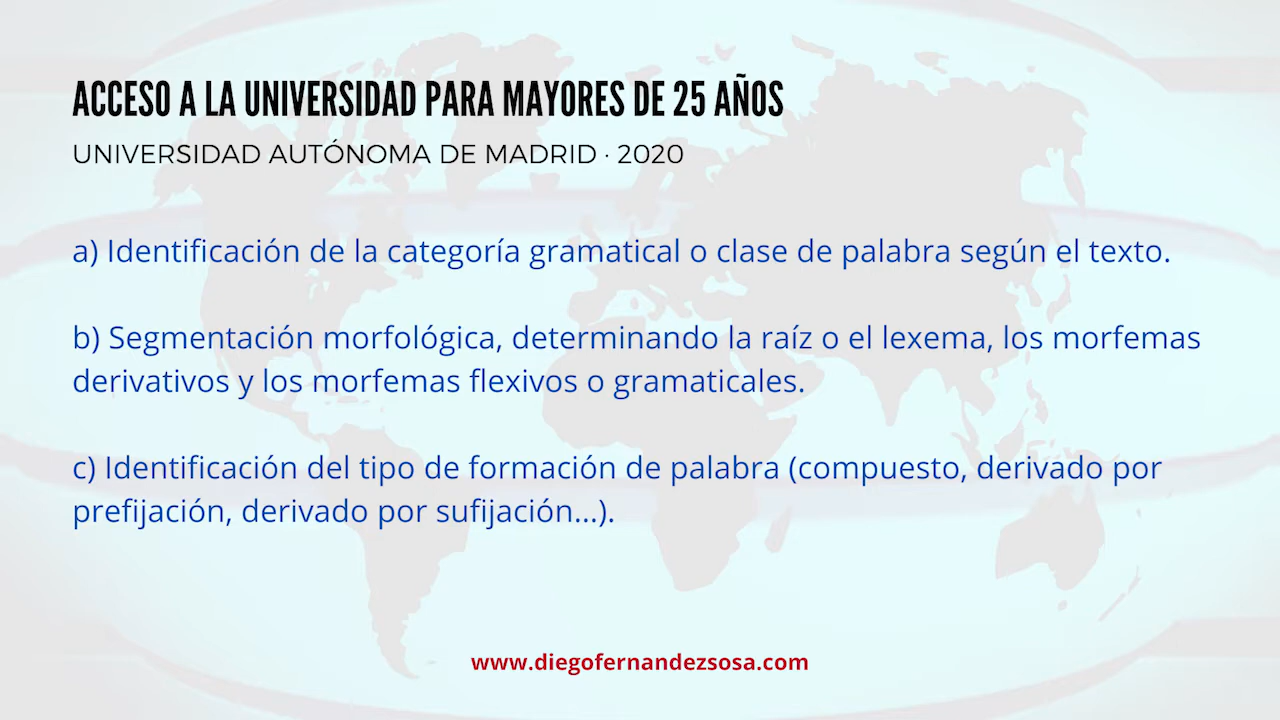 ACCESO A LA UNIVERSIDAD PARA MAYORES DE 25 AÑOS
UNIVERSIDAD AUTÓNOMA DE MADRID · 2020
a) Identificación de la categoría gramatical o clase de palabra según el texto.
b) Segmentación morfológica, determinando la raíz o el lexema, los morfemas
derivativos y los morfemas flexivos o gramaticales.
c) Identificación del tipo de formación de palabra (compuesto, derivado por
prefijación, derivado por sufijación...).
www.diegofernandezsosa.com